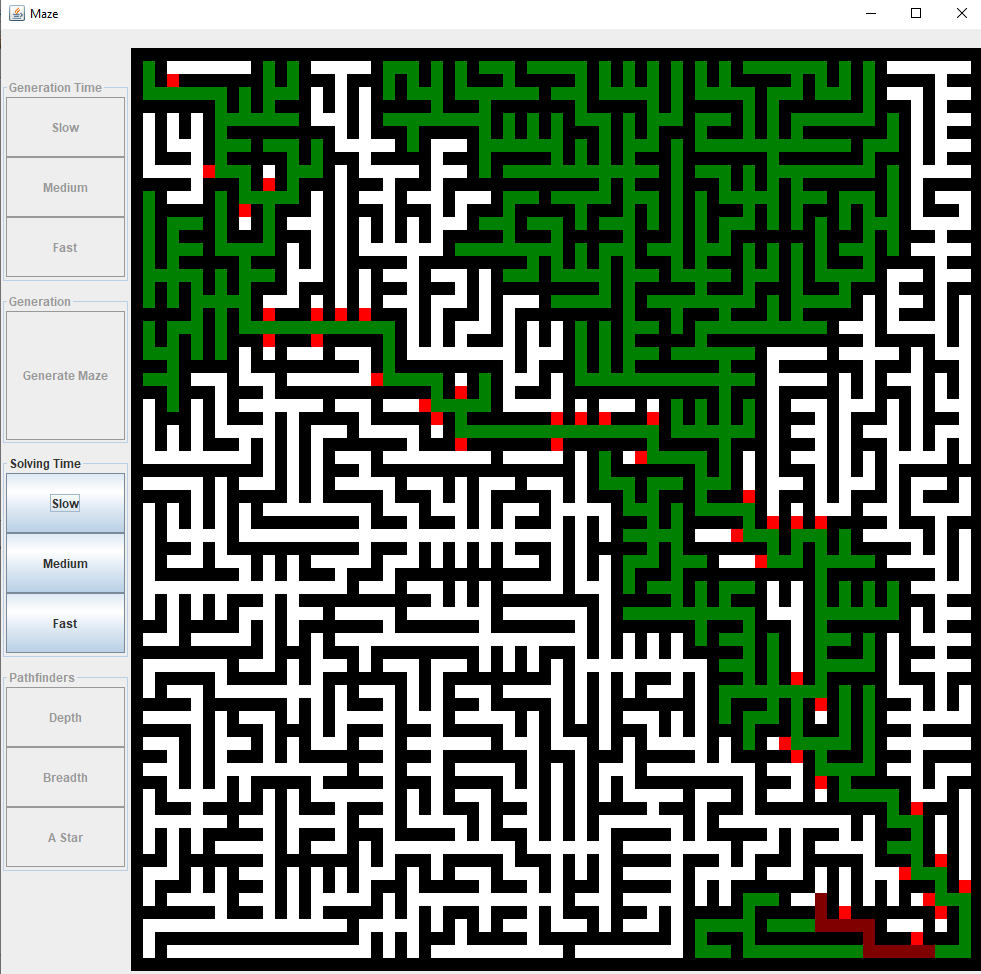 Maze
Generation Time
Slow
Medium
Fast
Generation
Generate Maze
Solving Time
Slow
Medium
Fast
Pathfinders
Depth
Breadth
A Star